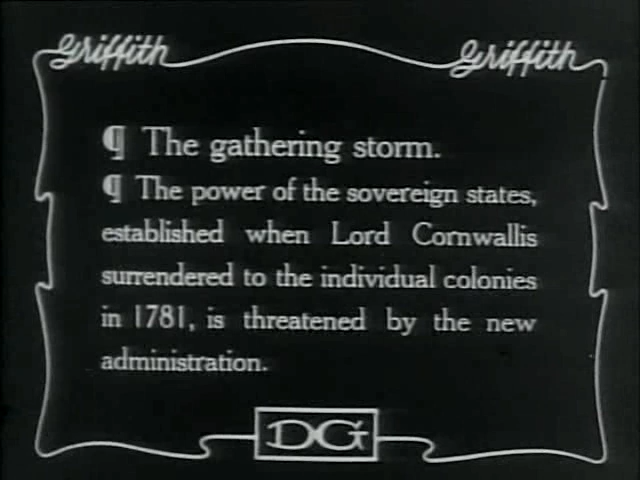 Griffith Griffith
¶ The gathering storm.
¶ The power of the sovereign states,
established when Lord Cornwallis
surrendered to the individual colonies
in 1781, is threatened by the new
administration.
DG